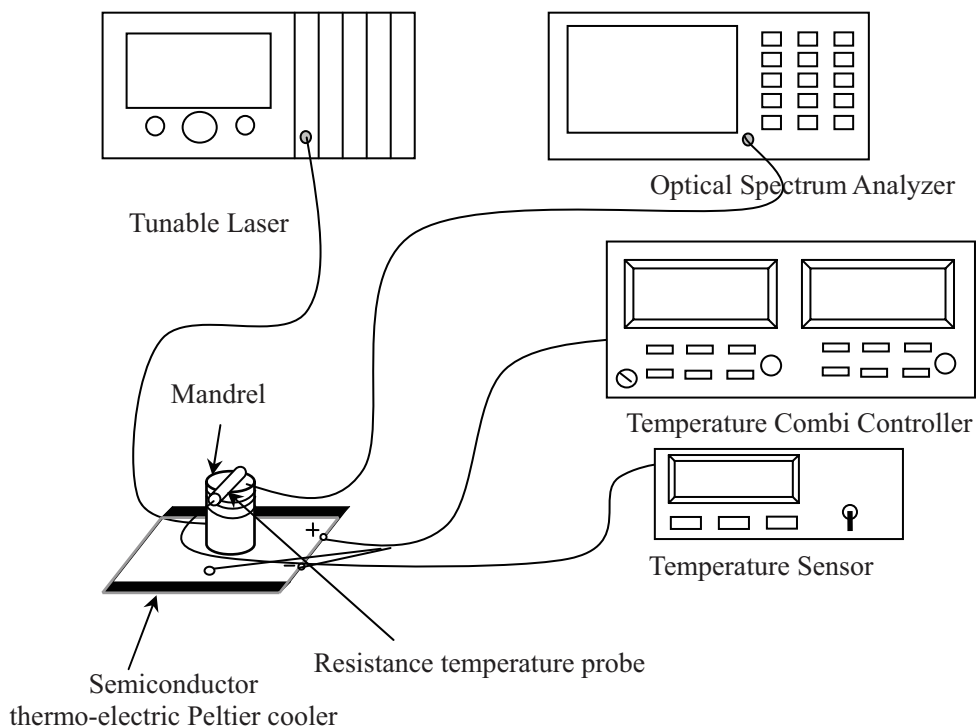 Optical Spectrum Analyzer
Tunable Laser
Mandrel
Temperature Combi Controller
+
−
Temperature Sensor
Resistance temperature probe
Semiconductor
thermo-electric Peltier cooler